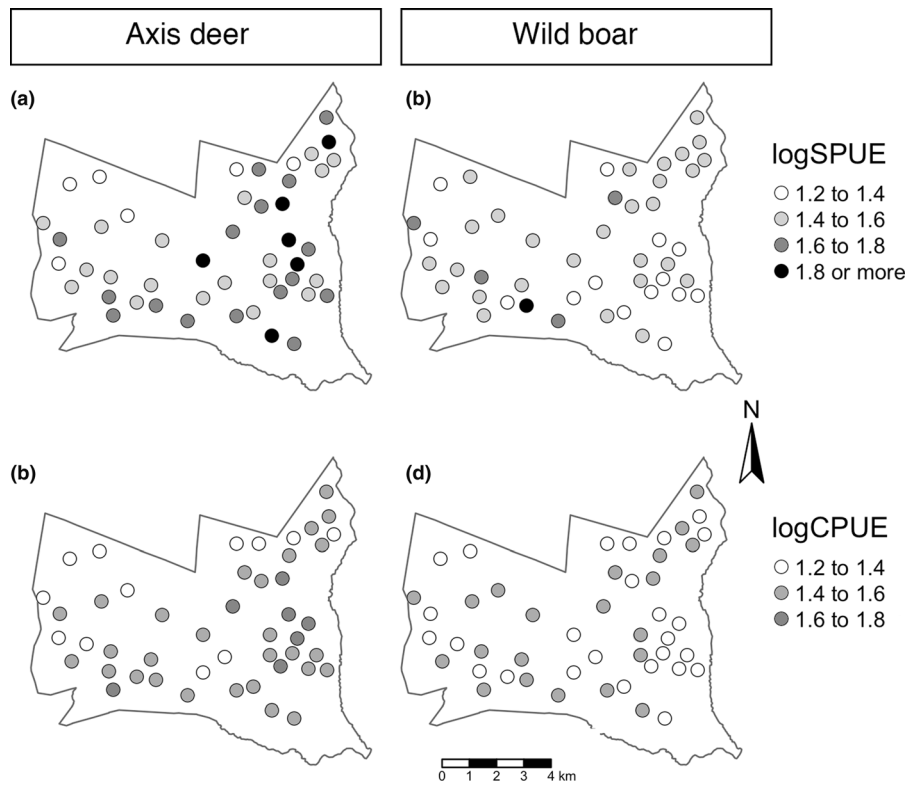 Axis deer
Wild boar
(a)
(b)
logSPUE
1.2 to 1.4
1.4 to 1.6
1.6 to 1.8
1.8 or more
N
(b)
(d)
logCPUE
1.2 to 1.4
1.4 to 1.6
1.6 to 1.8
0 1 2 3 4 km